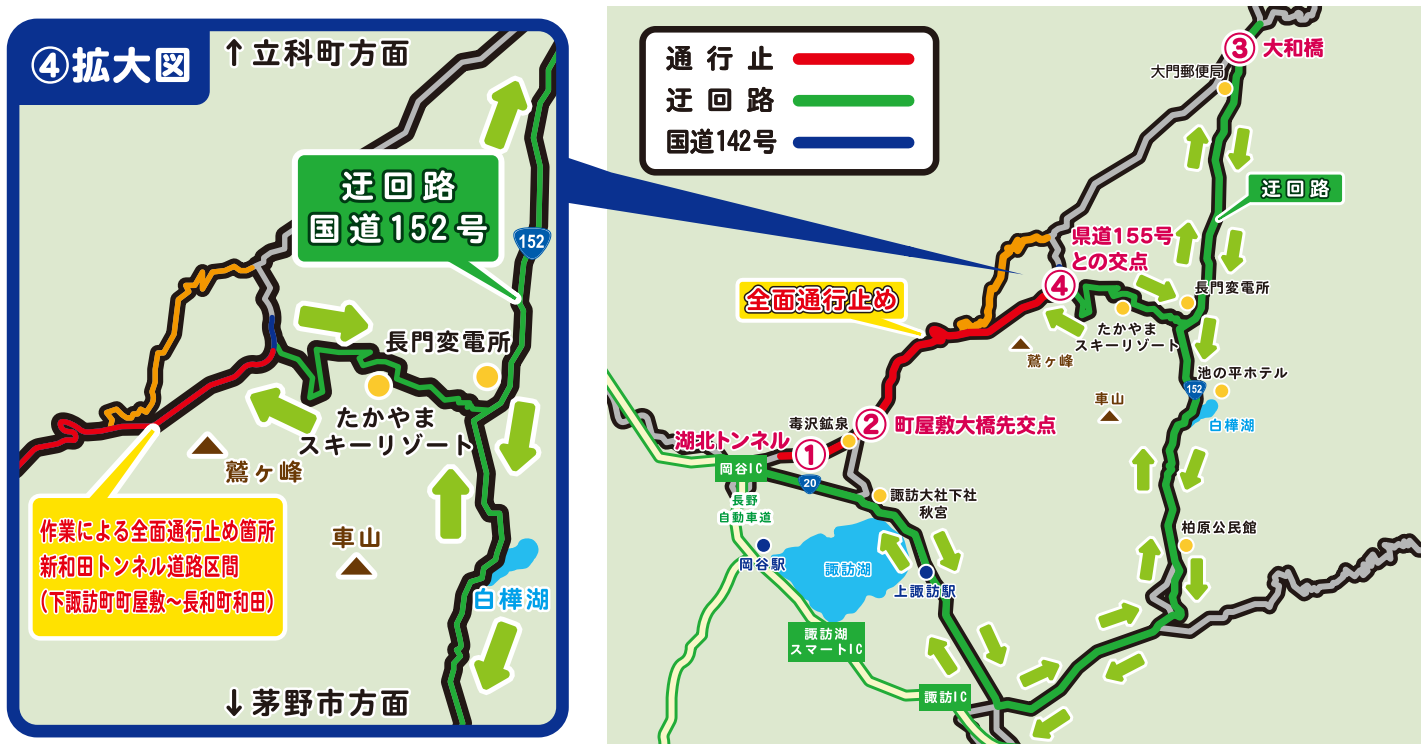 ④拡大図
↑立科町方面
迂回路
国道152号
152
長門変電所
たかやま
スキーリゾート
鷲ヶ峰
作業による全面通行止め箇所
新和田トンネル道路区間
（下諏訪町町屋敷～長和町和田）
車山
白樺湖
↓茅野市方面
通行止
迂回路
国道142号
③ 大和橋
大門郵便局
迂回路
県道155号
との交点
④
全面通行止め
長門変電所
たかやま
スキーリゾート
鷲ヶ峰
池の平ホテル
152
車山
白樺湖
毒沢鉱泉
② 町屋敷大橋先交点
湖北トンネル
①
岡谷IC
20
長野
自動車道
諏訪大社下社
秋宮
柏原公民館
岡谷駅
諏訪湖
上諏訪駅
諏訪湖
スマートIC
諏訪IC